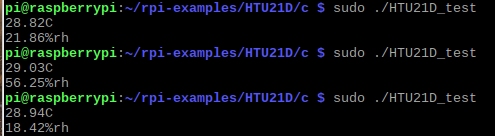 pi@raspberrypi:~/rpi-examples/HTU21D/c $ sudo ./HTU21D_test
28.82C
21.86%rh
pi@raspberrypi:~/rpi-examples/HTU21D/c $ sudo ./HTU21D_test
29.03C
56.25%rh
pi@raspberrypi:~/rpi-examples/HTU21D/c $ sudo ./HTU21D_test
28.94C
18.42%rh